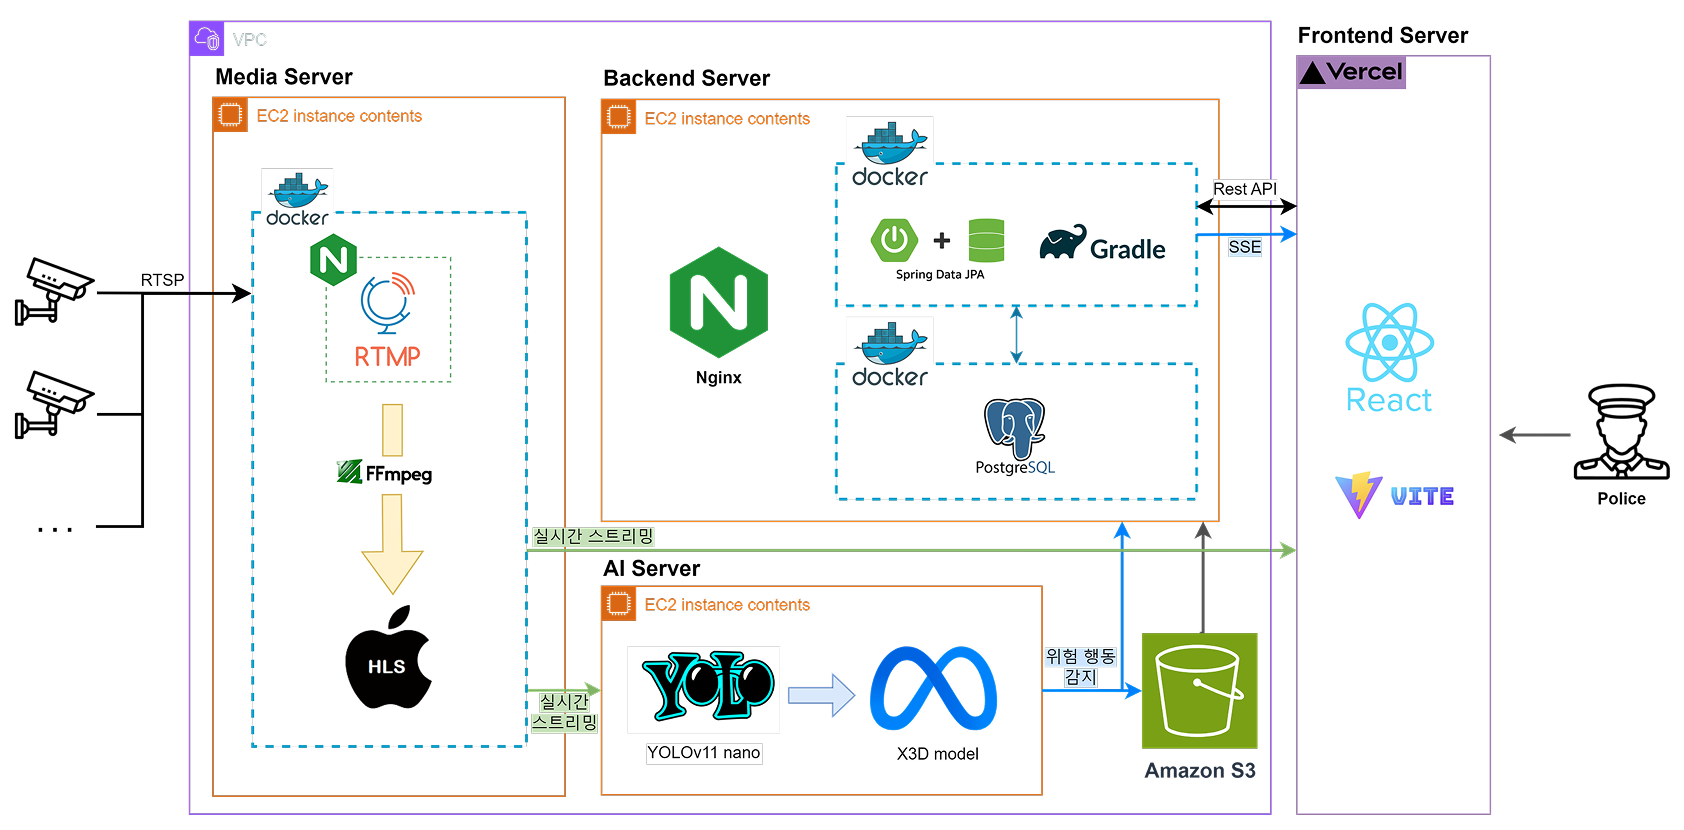 VPC
Frontend Server
Vercel
Media Server
EC2 instance contents
docker
RTMP
FFmpeg
HLS
RTSP
...
Backend Server
EC2 instance contents
docker
Spring Data JPA
Gradle
Nginx
docker
PostgreSQL
Rest API
SSE
React
VITE
Police
실시간 스트리밍
AI Server
EC2 instance contents
YOLO
YOLOv11 nano
X3D model
실시간
스트리밍
위험 행동
감지
Amazon S3